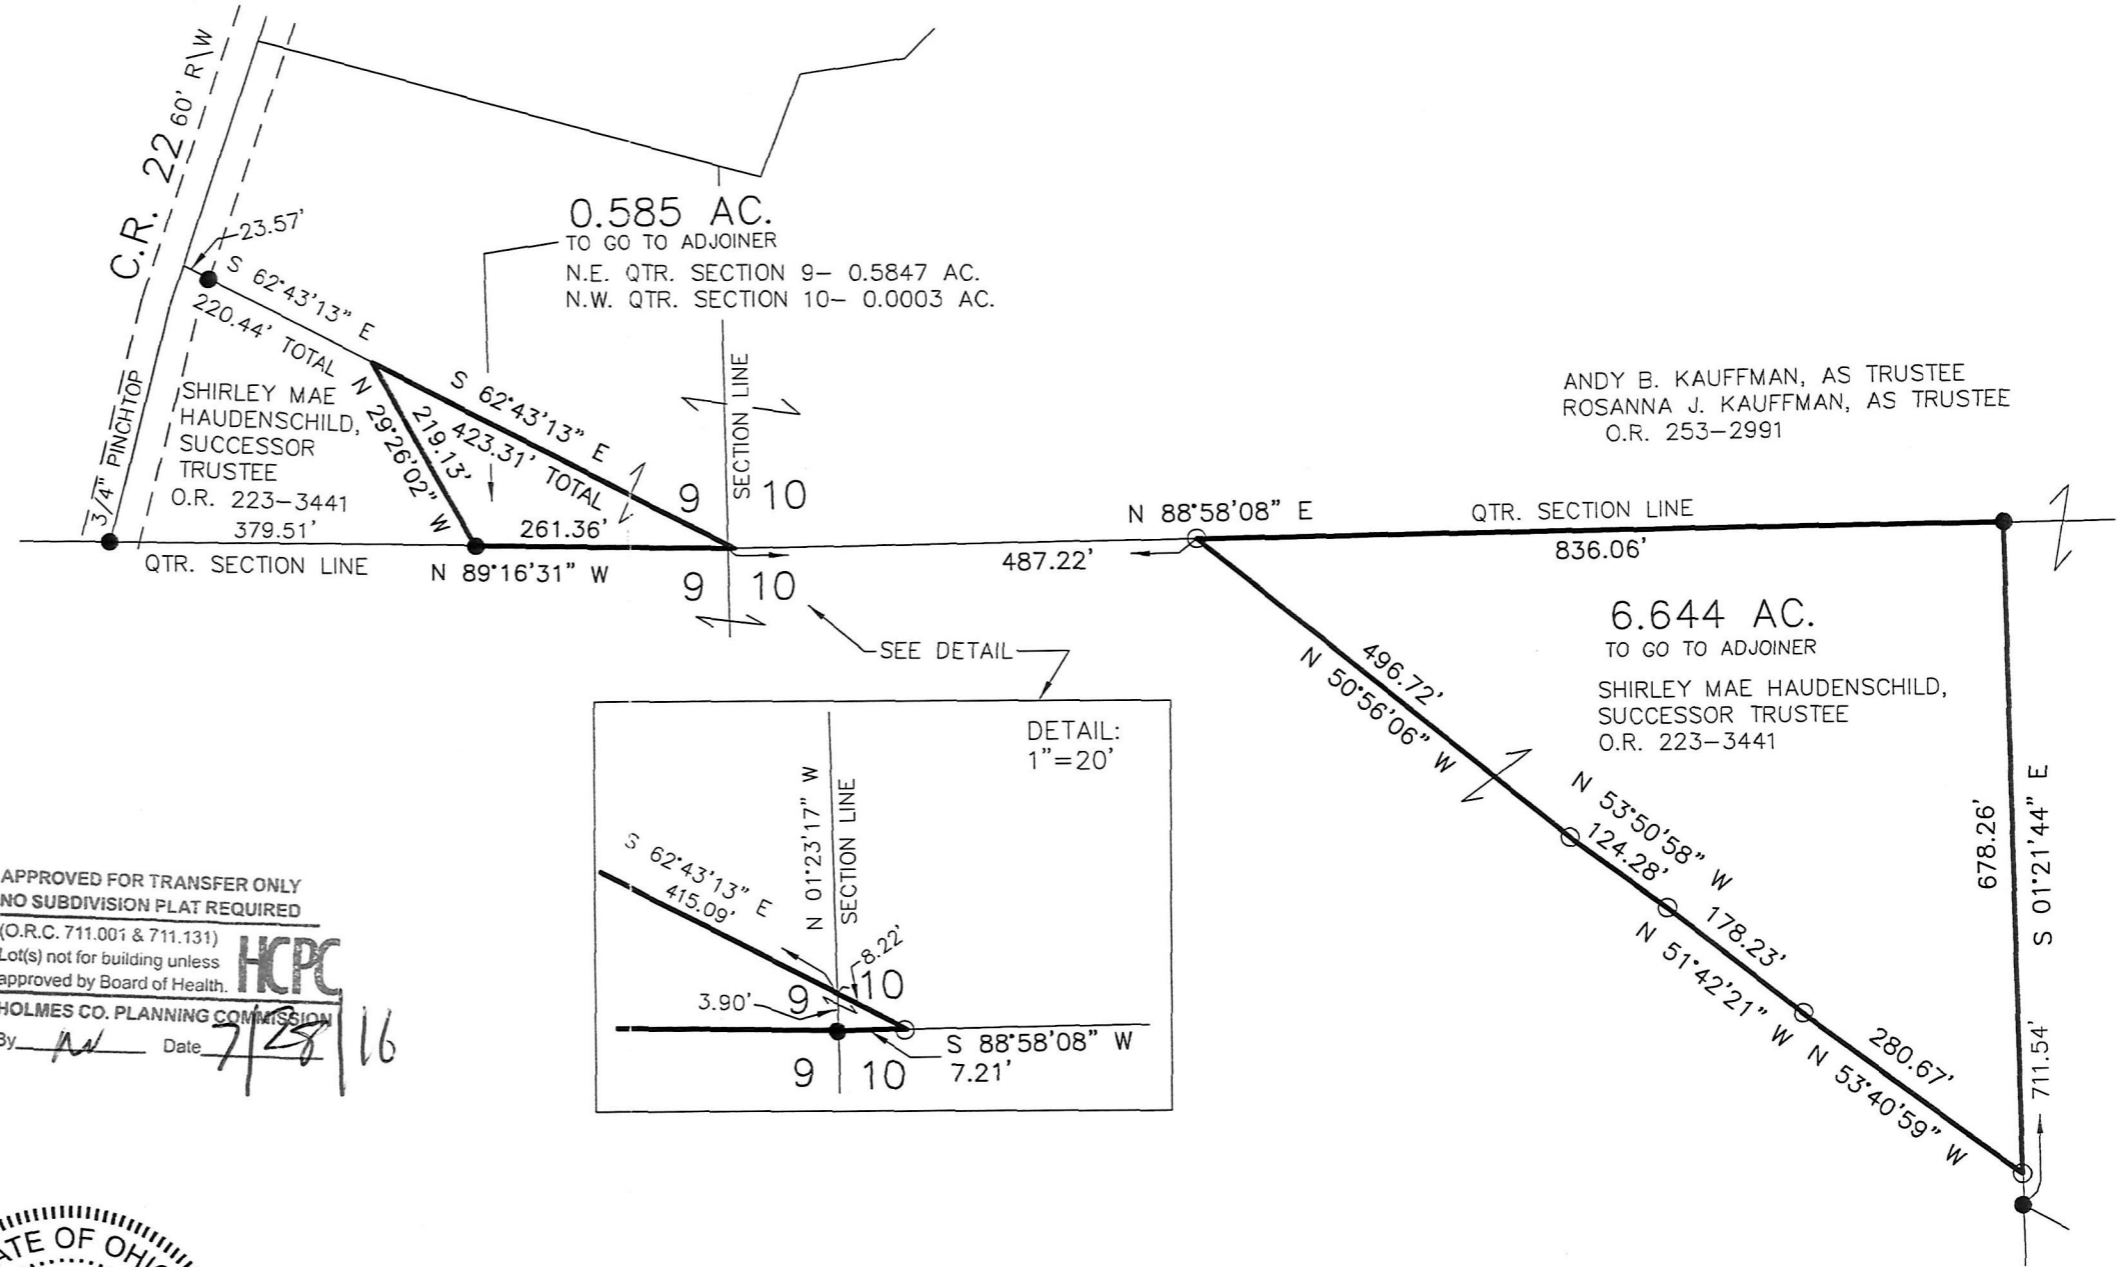 C.R. 22 60' R\W
23.57'
S 62°43'13" E
220.44' TOTAL
3/4" PINCHTOP
SHIRLEY MAE
HAUDENSCHILD,
SUCCESSOR
TRUSTEE
O.R. 223-3441
379.51'
QTR. SECTION LINE
N 29°26'02" W
219.13'
S 62°43'13" E
423.31' TOTAL
261.36'
N 89°16'31" W
0.585 AC.
TO GO TO ADJOINER
N.E. QTR. SECTION 9- 0.5847 AC.
N.W. QTR. SECTION 10- 0.0003 AC.
SECTION LINE
9 10
9 10
487.22'
SEE DETAIL
ANDY B. KAUFFMAN, AS TRUSTEE
ROSANNA J. KAUFFMAN, AS TRUSTEE
O.R. 253-2991
N 88°58'08" E
QTR. SECTION LINE
836.06'
6.644 AC.
TO GO TO ADJOINER
SHIRLEY MAE HAUDENSCHILD,
SUCCESSOR TRUSTEE
O.R. 223-3441
496.72'
N 50°56'06" W
N 53°50'58" W
124.28'
178.23'
N 51°42'21" W
280.67'
N 53°40'59" W
678.26'
S 01°21'44" E
711.54'
DETAIL:
1"=20'
N 01°23'17" W
SECTION LINE
S 62°43'13" E
415.09'
8.22'
3.90'
9 10
9 10
S 88°58'08" W
7.21'
APPROVED FOR TRANSFER ONLY
NO SUBDIVISION PLAT REQUIRED
(O.R.C. 711.001 & 711.131)
Lot(s) not for building unless
approved by Board of Health.
HCPC
HOLMES CO. PLANNING COMMISSION
By Date 7/28/16
ATE OF OHIO